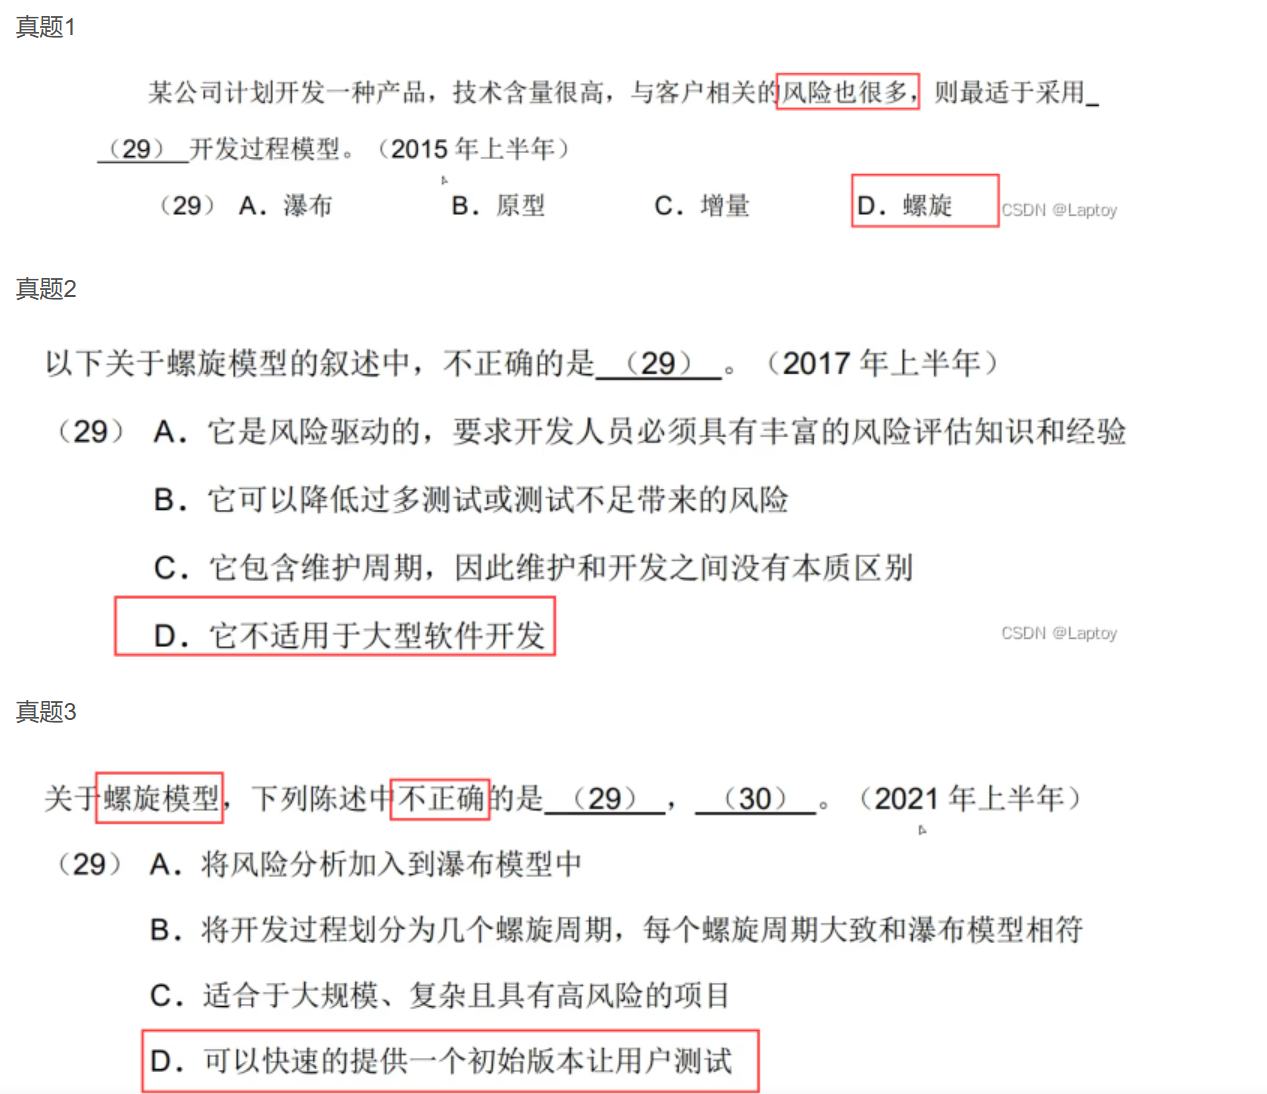 真题1
某公司计划开发一种产品，技术含量很高，与客户相关的风险也很多，则最适于采用_
（29）开发过程模型。（2015 年上半年）
（29） A．瀑布 B．原型 C．增量 D．螺旋
CSDN @Laptoy
真题2
以下关于螺旋模型的叙述中，不正确的是（29）。（2017 年上半年）
（29） A．它是风险驱动的，要求开发人员必须具有丰富的风险评估知识和经验
B．它可以降低过多测试或测试不足带来的风险
C．它包含维护周期，因此维护和开发之间没有本质区别
D．它不适用于大型软件开发
CSDN @Laptoy
真题3
关于螺旋模型，下列陈述中不正确的是（29），（30）。（2021 年上半年）
（29） A．将风险分析加入到瀑布模型中
B．将开发过程划分为几个螺旋周期，每个螺旋周期大致和瀑布模型相符
C．适合于大规模、复杂且具有高风险的项目
D．可以快速的提供一个初始版本让用户测试